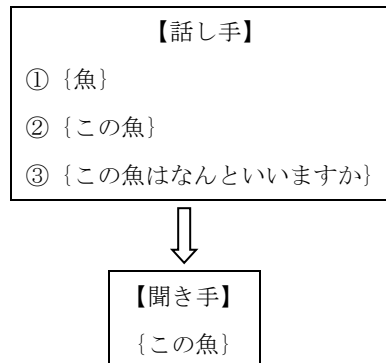 【話し手】
① {魚}
② {この魚}
③ {この魚はなんといいますか}
【聞き手】
{この魚}